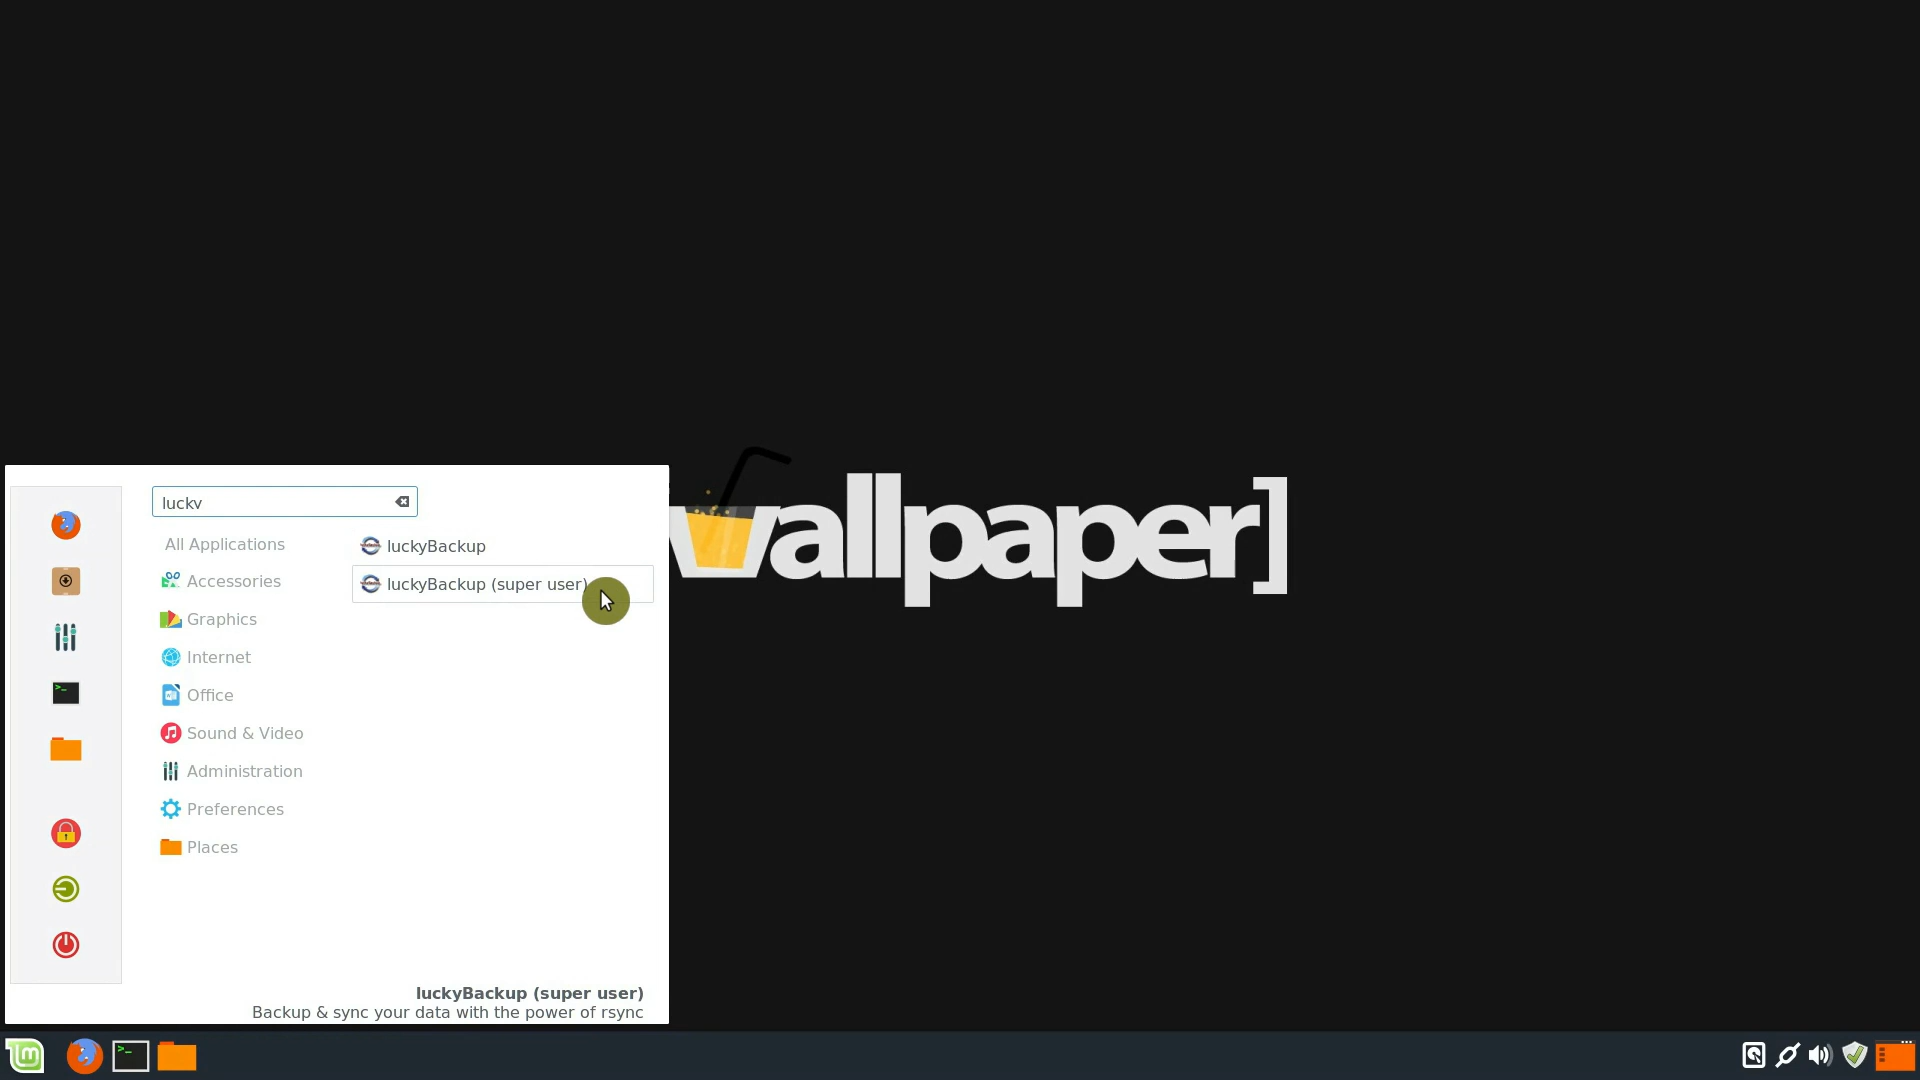 luckv
All Applications
luckyBackup
Accessories
luckyBackup (super user)
Graphics
Internet
Office
Sound & Video
Administration
Preferences
Places
luckyBackup (super user)
Backup & sync your data with the power of rsync
wallpaper]